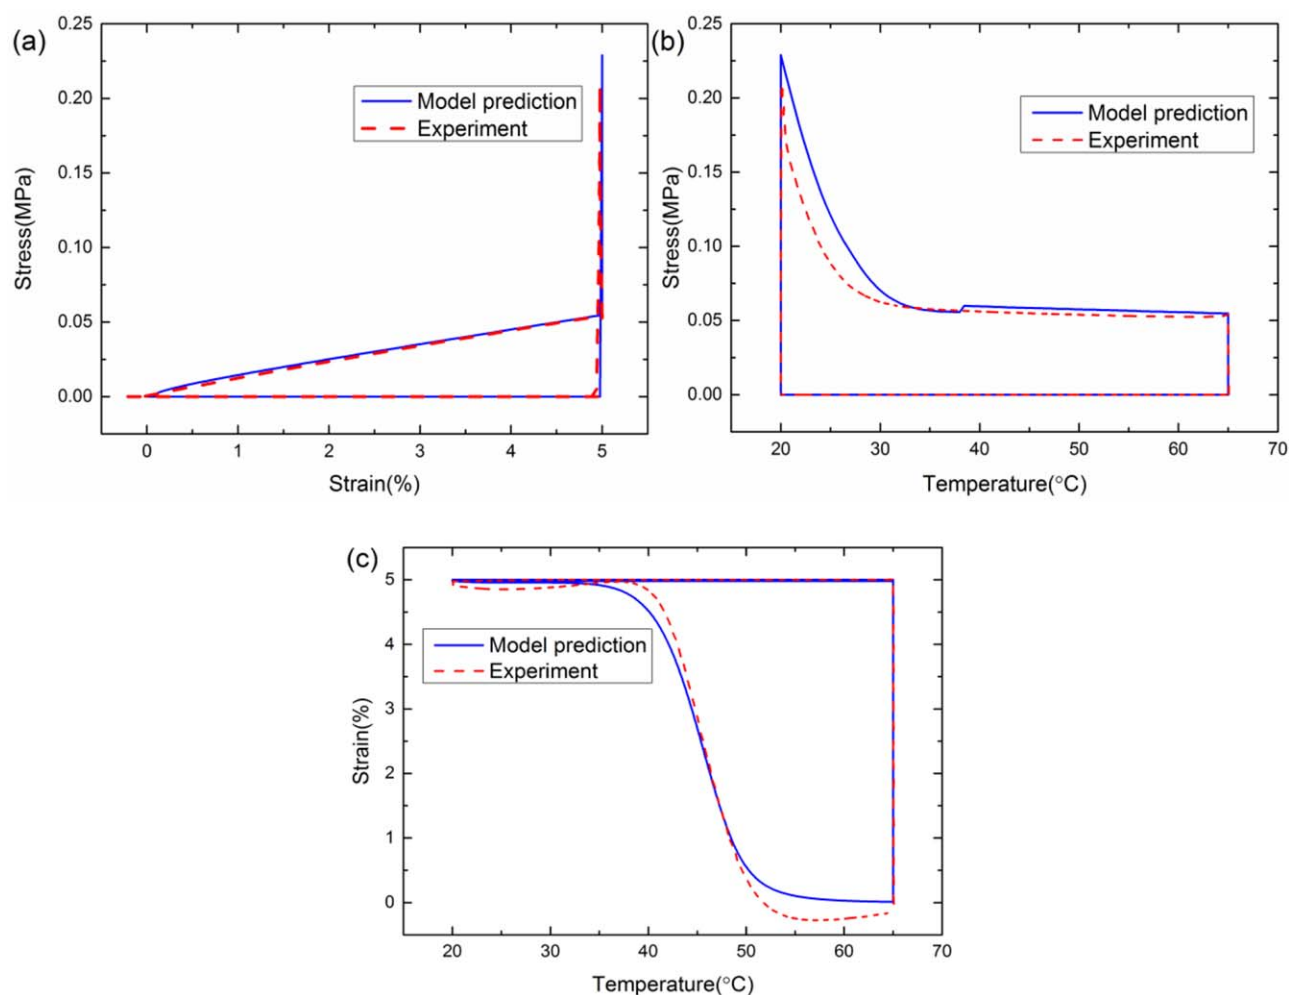 (a)
0.25
0.20
0.15
0.10
0.05
0.00
Stress(MPa)
Model prediction
Experiment
0 1 2 3 4 5
Strain(%)
(b)
0.25
0.20
0.15
0.10
0.05
0.00
Stress(MPa)
Model prediction
Experiment
20 30 40 50 60 70
Temperature(°C)
(c)
5
4
3
2
1
0
Strain(%)
Model prediction
Experiment
20 30 40 50 60 70
Temperature(°C)